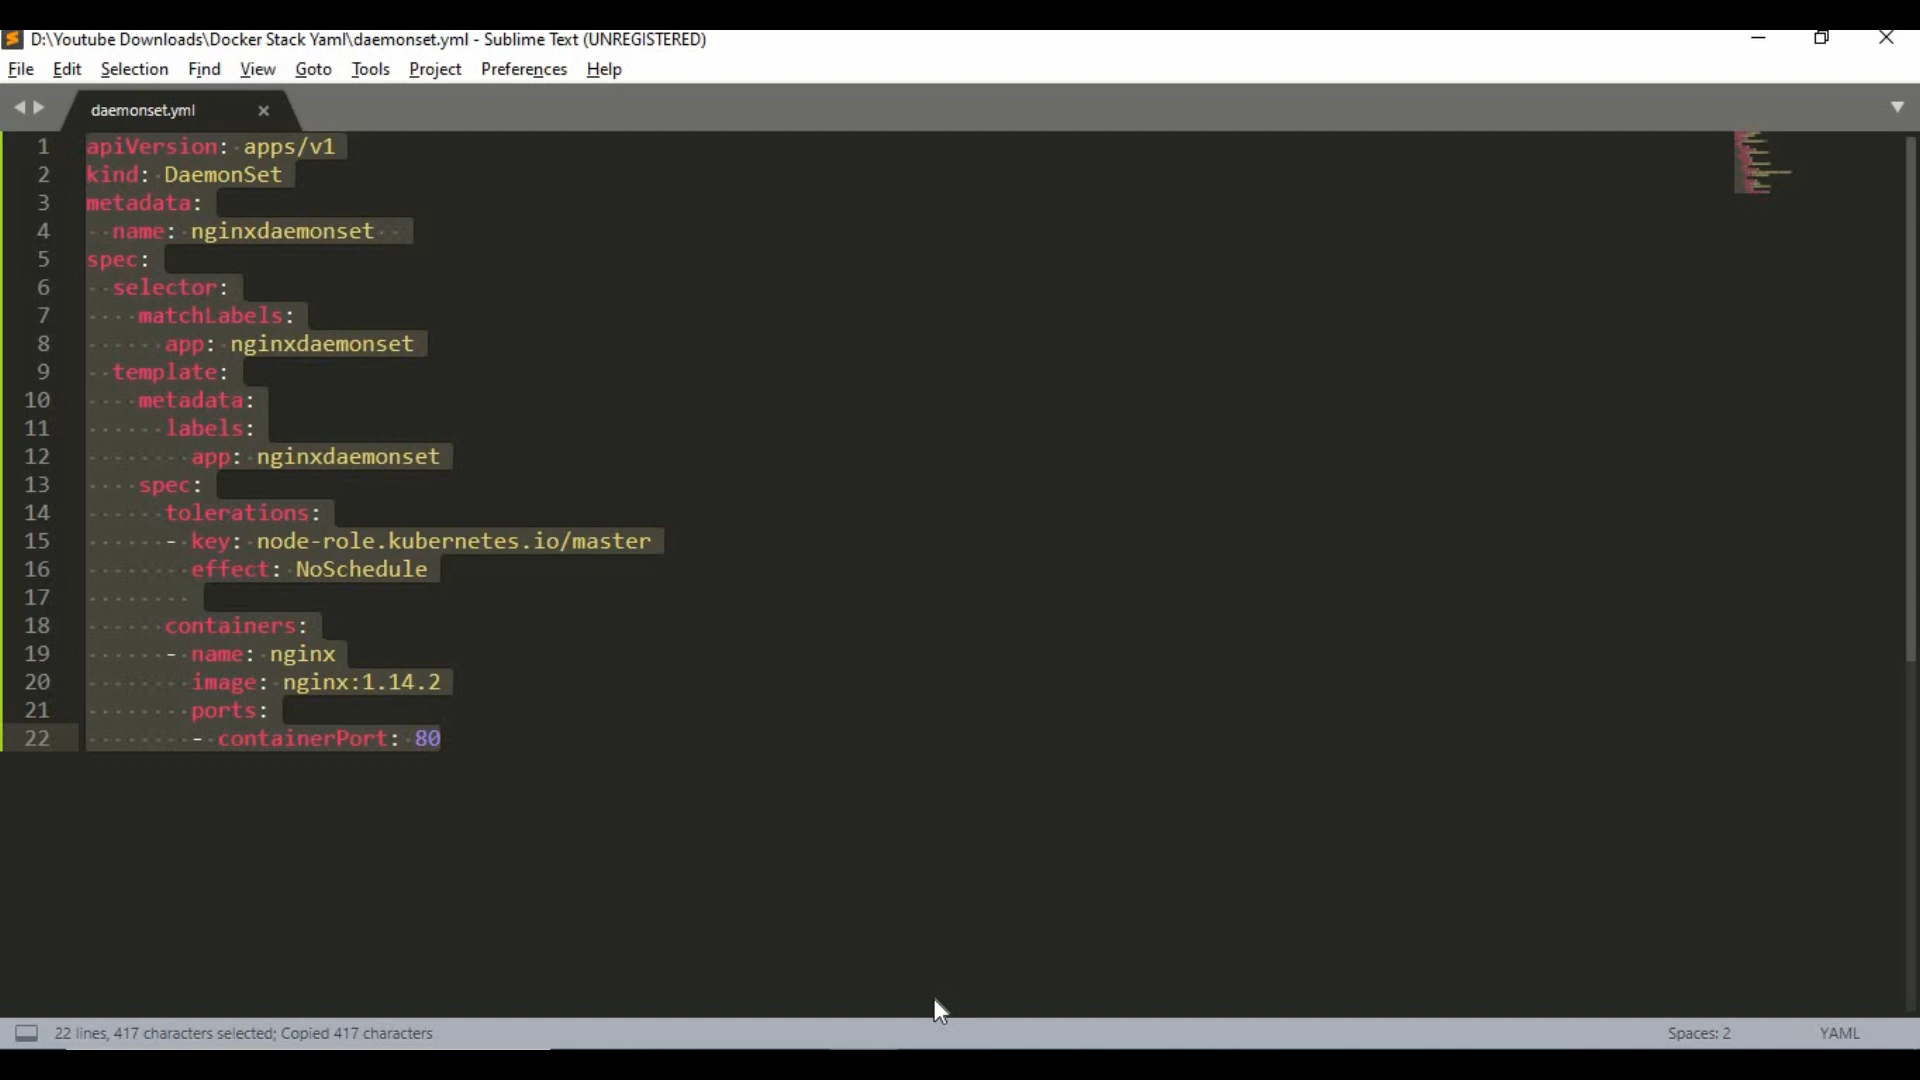 D:\Youtube Downloads\Docker Stack Yaml\daemonset.yml - Sublime Text (UNREGISTERED)
File Edit Selection Find View Goto Tools Project Preferences Help
daemonset.yml
1 apiVersion: apps/v1
2 kind: DaemonSet
3 metadata:
4   name: nginxdaemonset
5 spec:
6   selector:
7     matchLabels:
8       app: nginxdaemonset
9   template:
10     metadata:
11       labels:
12         app: nginxdaemonset
13     spec:
14       tolerations:
15       - key: node-role.kubernetes.io/master
16         effect: NoSchedule
17
18       containers:
19       - name: nginx
20         image: nginx:1.14.2
21         ports:
22         - containerPort: 80
22 lines, 417 characters selected; Copied 417 characters Spaces: 2 YAML